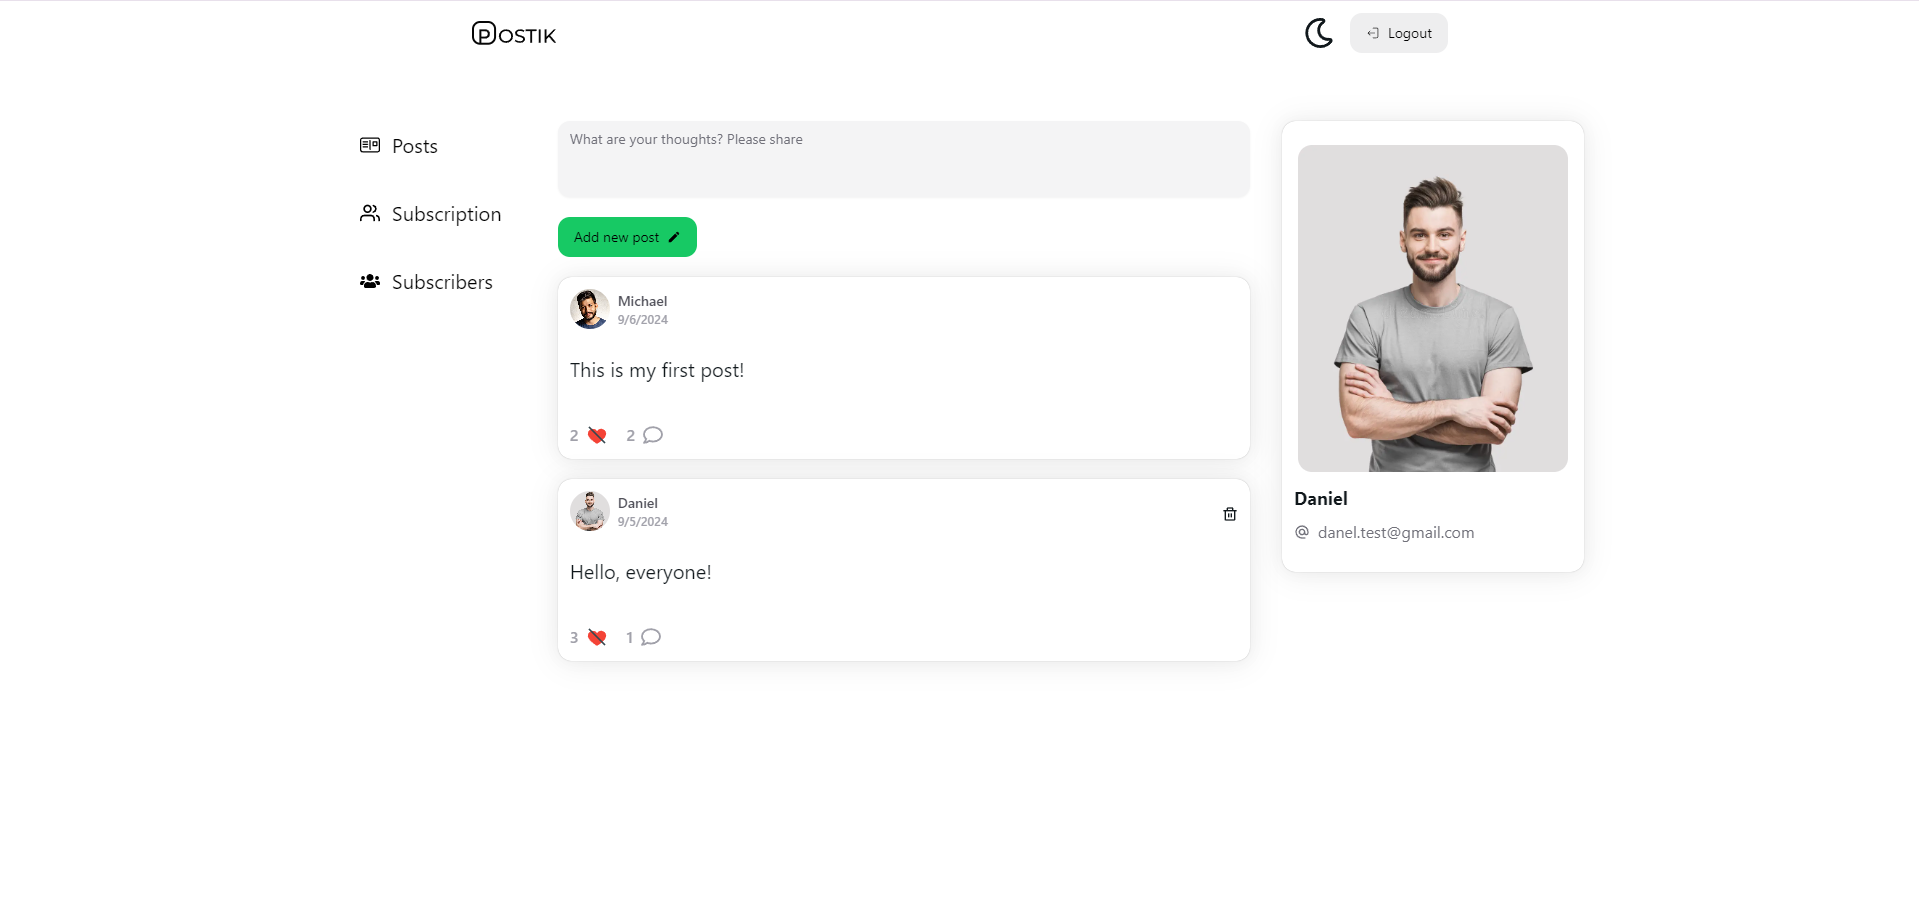 POSTIK
Logout
Posts
Subscription
Subscribers
What are your thoughts? Please share
Add new post
Michael
9/6/2024
This is my first post!
2 2
Daniel
9/5/2024
Hello, everyone!
3 1
Daniel
danel.test@gmail.com